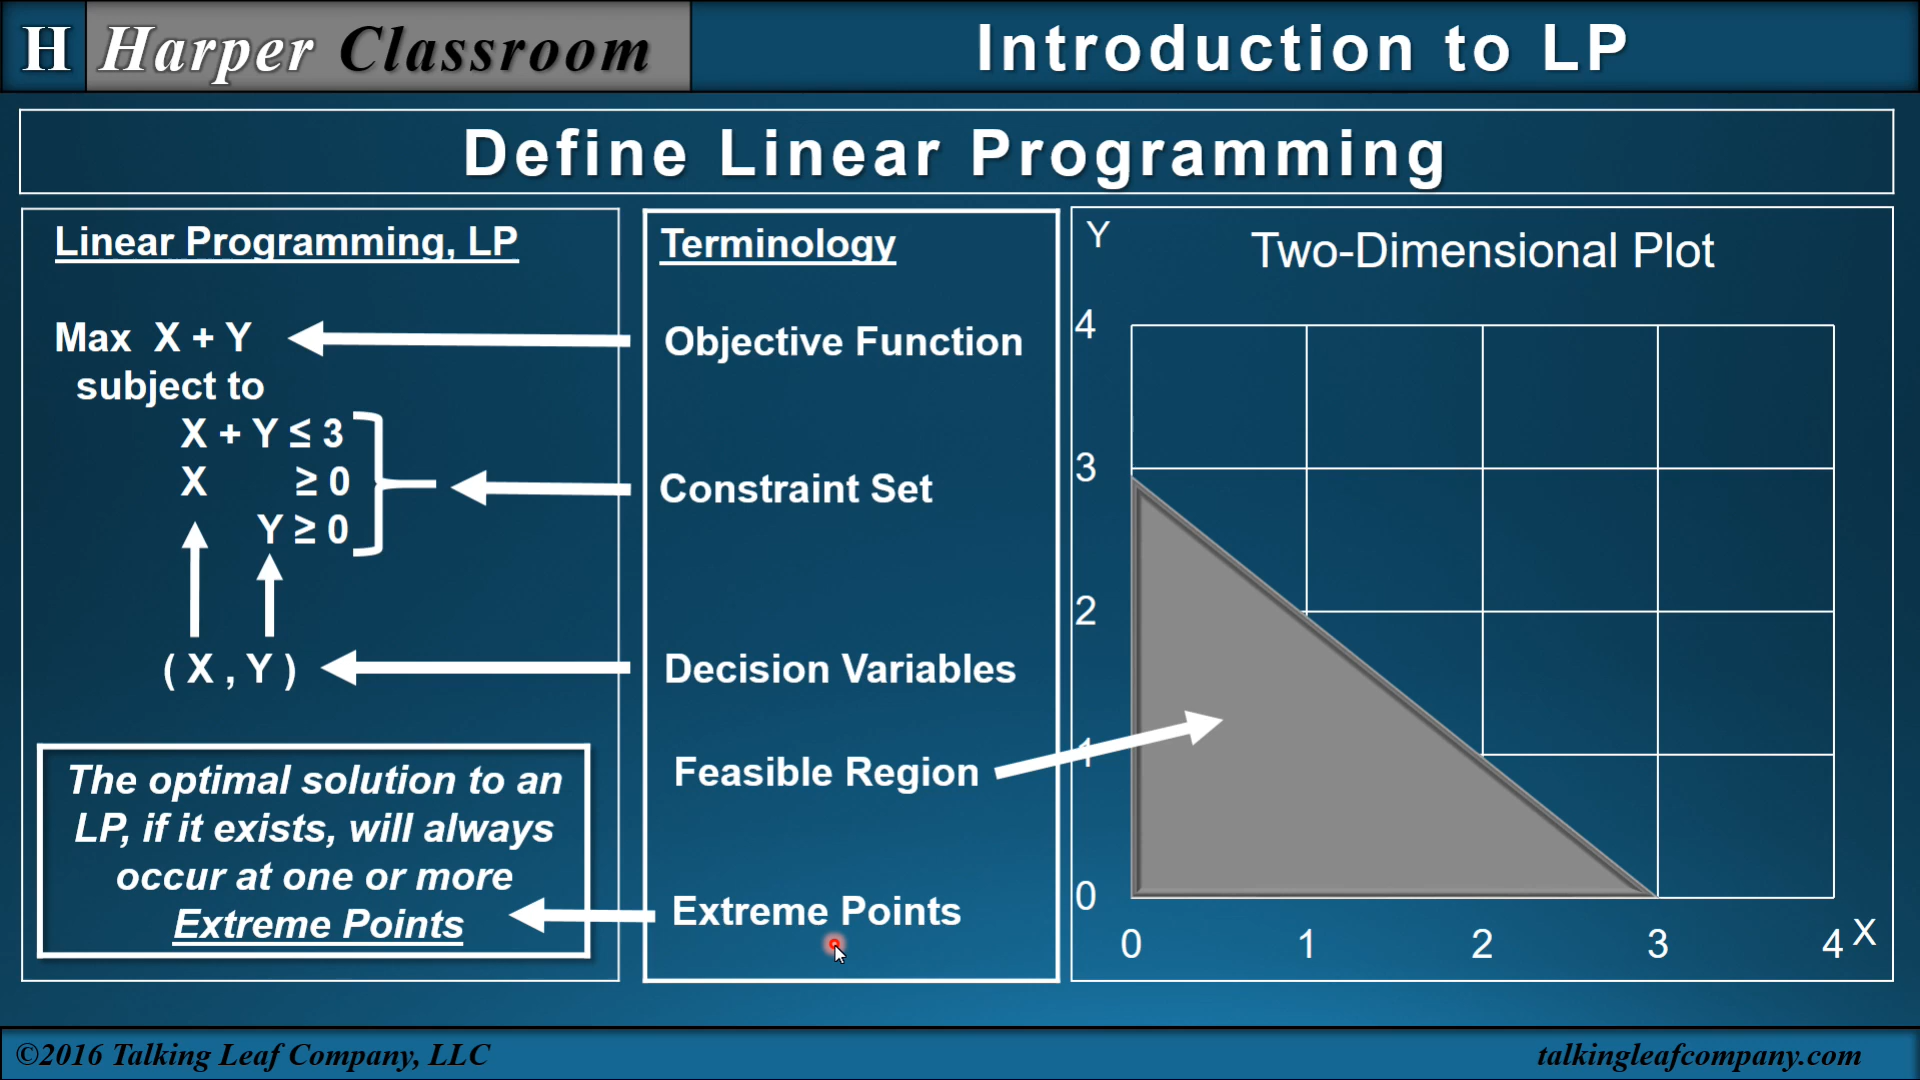 H Harper Classroom
Introduction to LP
Define Linear Programming
Linear Programming, LP
Max X + Y
subject to
X + Y ≤ 3
X ≥ 0
Y ≥ 0
( X , Y )
The optimal solution to an
LP, if it exists, will always
occur at one or more
Extreme Points
Terminology
Objective Function
Constraint Set
Decision Variables
Feasible Region
Extreme Points
Y
Two-Dimensional Plot
4
3
2
1
0
0 1 2 3 4 X
©2016 Talking Leaf Company, LLC
talkingleafcompany.com